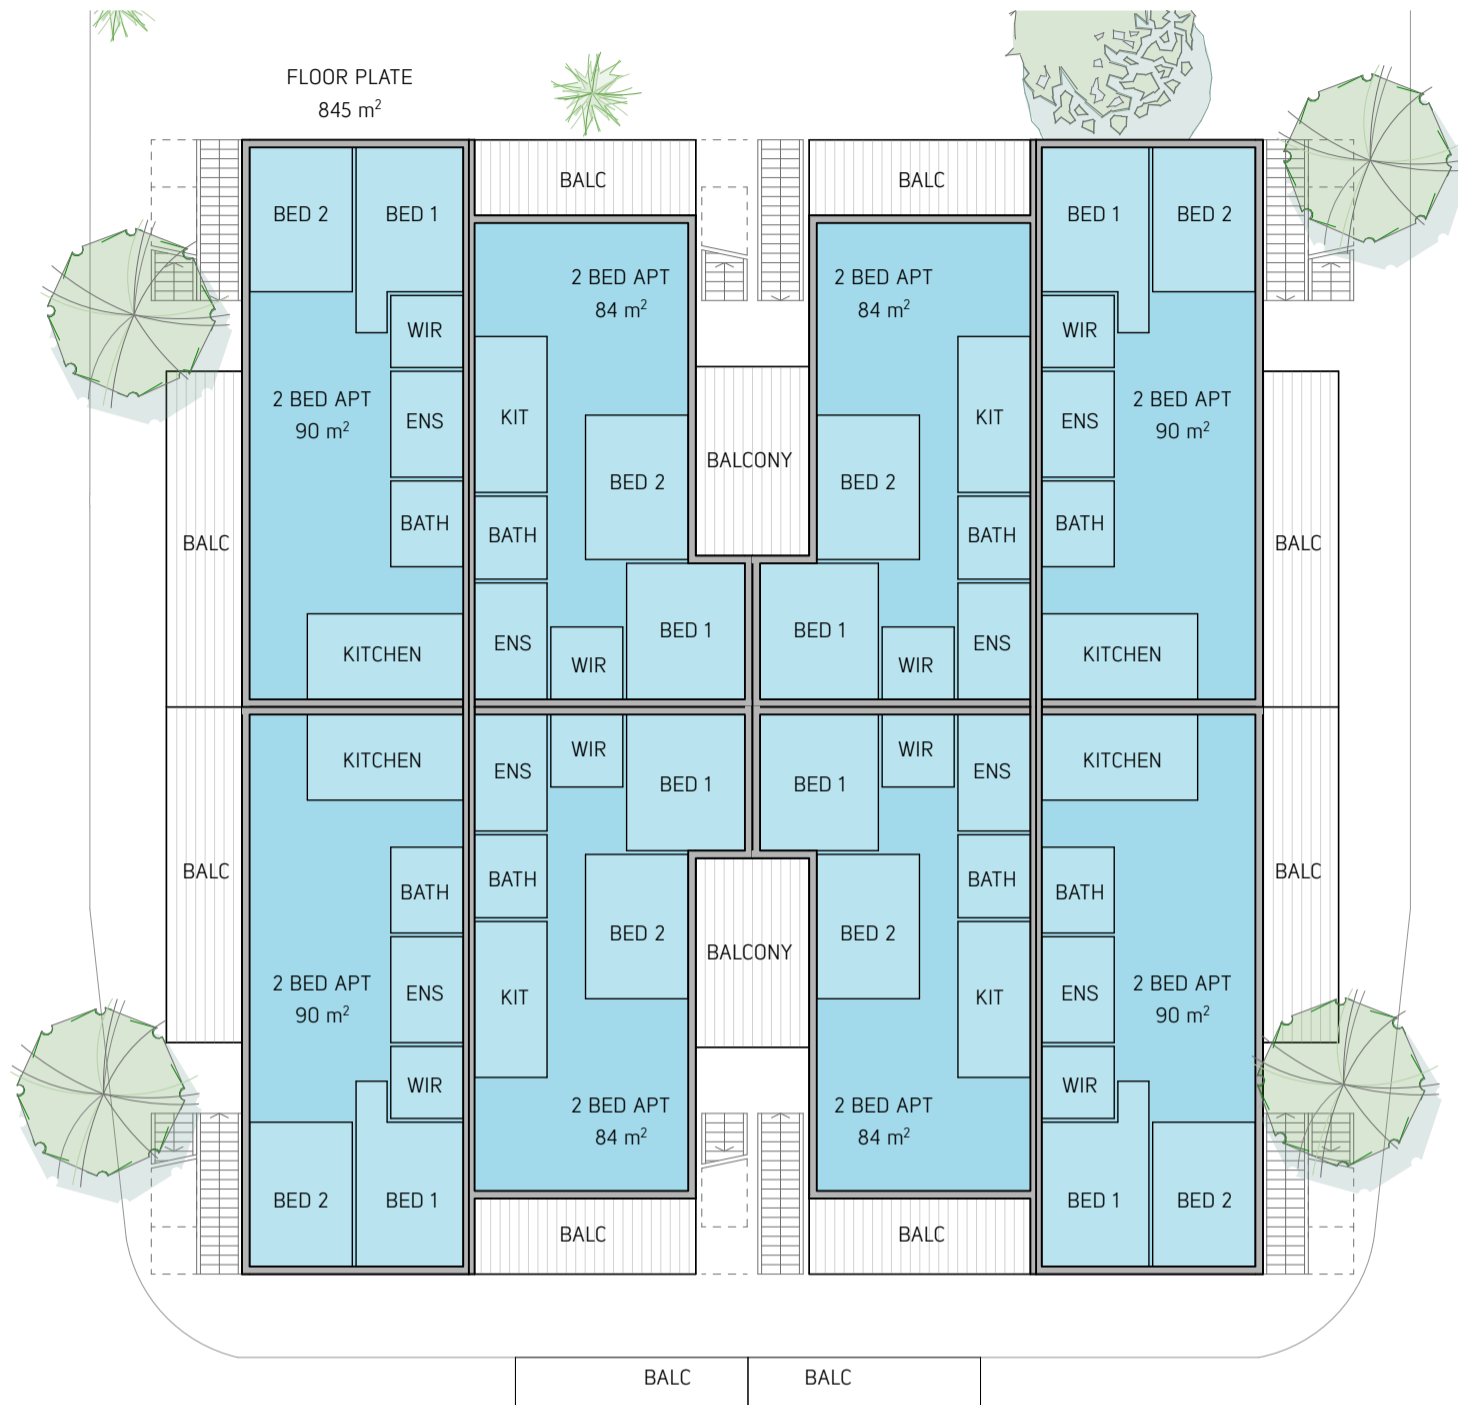 FLOOR PLATE
845 m²
BALC
BALC
BED 2
BED 1
BED 1
BED 2
2 BED APT
84 m²
2 BED APT
84 m²
WIR
WIR
2 BED APT
90 m²
ENS
KIT
KIT
ENS
2 BED APT
90 m²
BALCONY
BED 2
BED 2
BATH
BATH
BATH
BATH
BALC
BALC
BED 1
BED 1
ENS
ENS
KITCHEN
WIR
WIR
KITCHEN
KITCHEN
WIR
WIR
KITCHEN
ENS
ENS
BED 1
BED 1
BALC
BATH
BATH
BATH
BATH
BALC
BED 2
BED 2
BALCONY
2 BED APT
90 m²
ENS
KIT
KIT
ENS
2 BED APT
90 m²
WIR
WIR
2 BED APT
84 m²
2 BED APT
84 m²
BED 2
BED 1
BED 1
BED 2
BALC
BALC
BALC
BALC